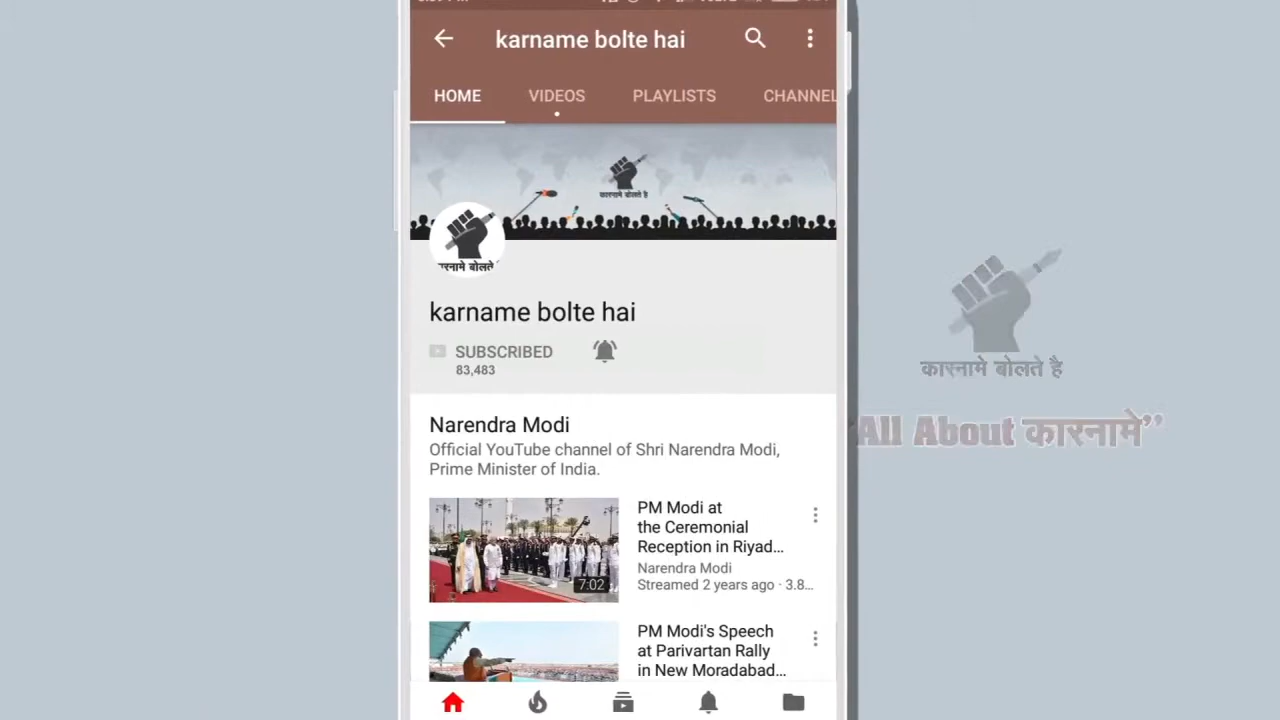 karname bolte hai
HOME VIDEOS PLAYLISTS CHANNEL
कारनामे बोलते है
karname bolte hai
SUBSCRIBED
83,483
Narendra Modi
Official YouTube channel of Shri Narendra Modi,
Prime Minister of India.
7:02
PM Modi at
the Ceremonial
Reception in Riyad...
Narendra Modi
Streamed 2 years ago · 3.8...
PM Modi's Speech
at Parivartan Rally
in New Moradabad...
कारनामे बोलते है
“All About कारनामे”